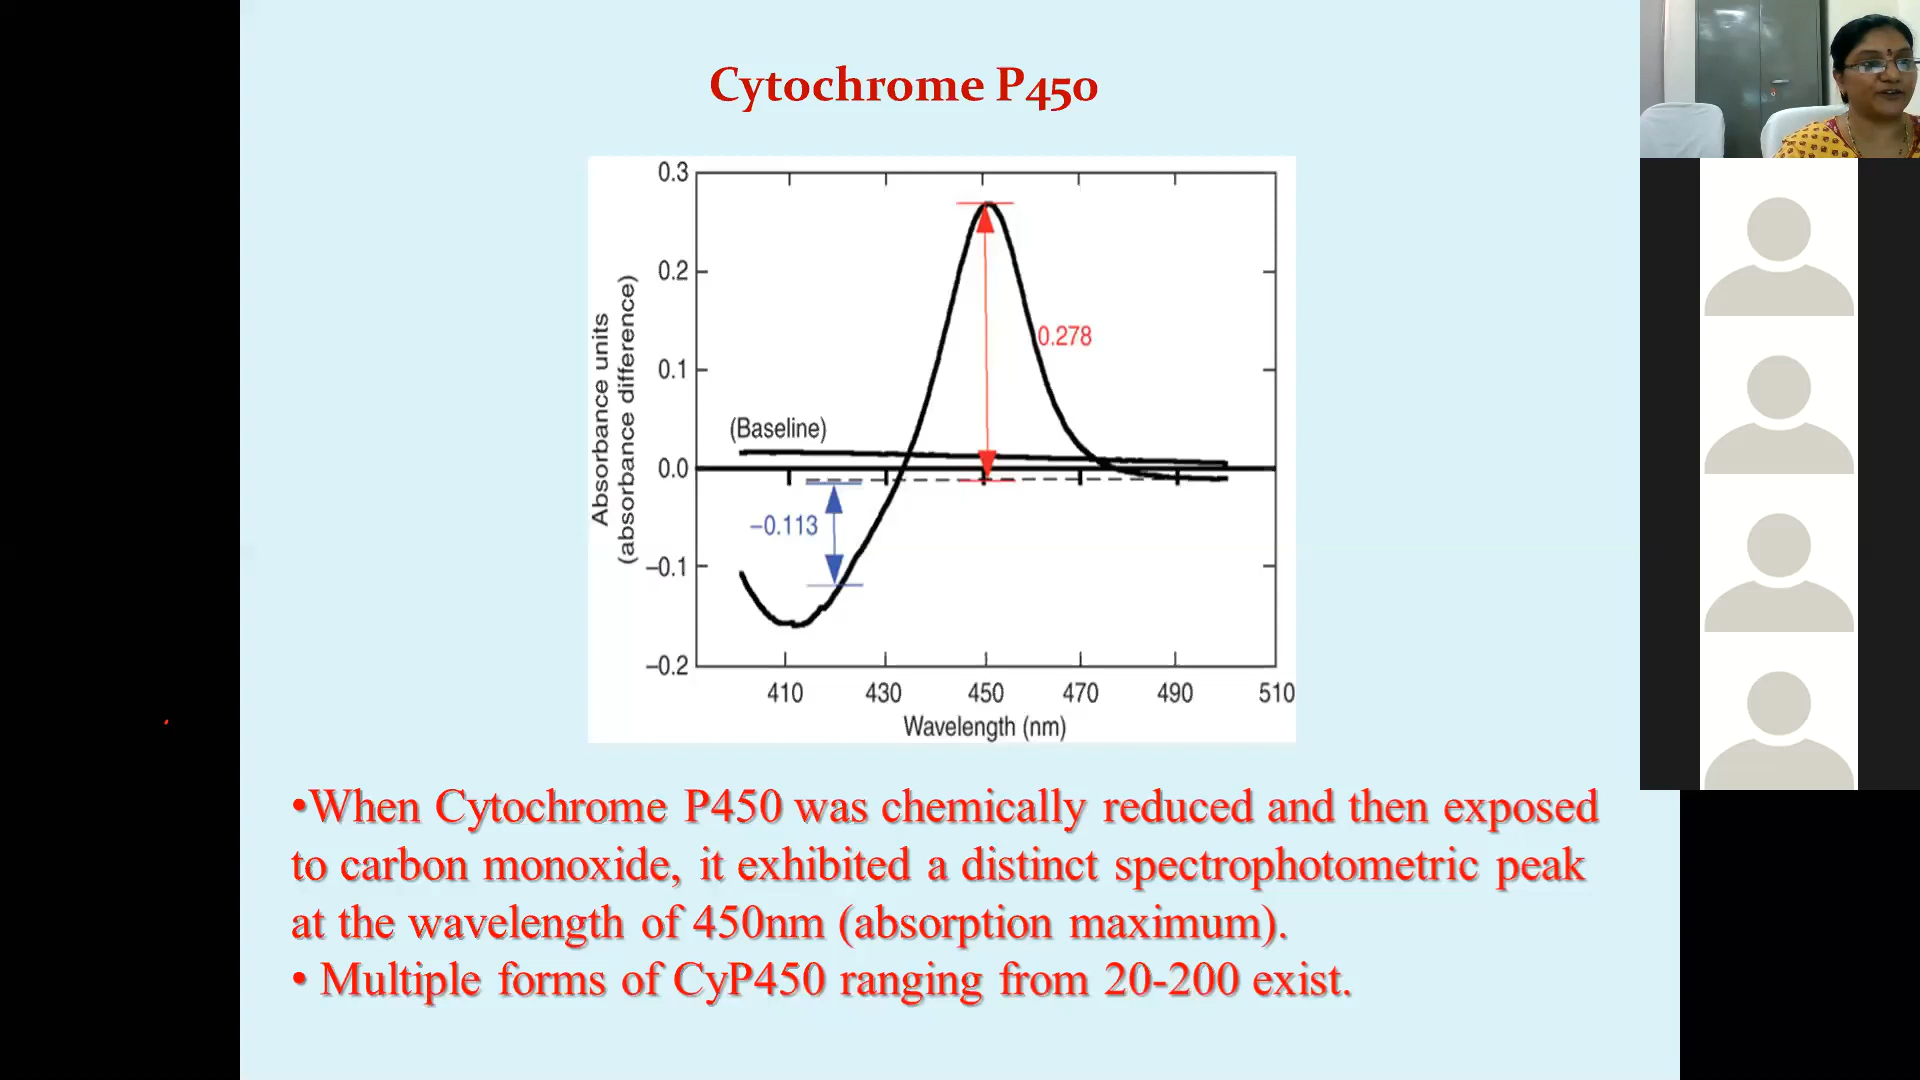 Cytochrome P450
0.3
0.2
0.1
0.0
−0.1
−0.2
Absorbance units
(absorbance difference)
(Baseline)
0.278
−0.113
410 430 450 470 490 510
Wavelength (nm)
•When Cytochrome P450 was chemically reduced and then exposed
to carbon monoxide, it exhibited a distinct spectrophotometric peak
at the wavelength of 450nm (absorption maximum).
• Multiple forms of CyP450 ranging from 20-200 exist.